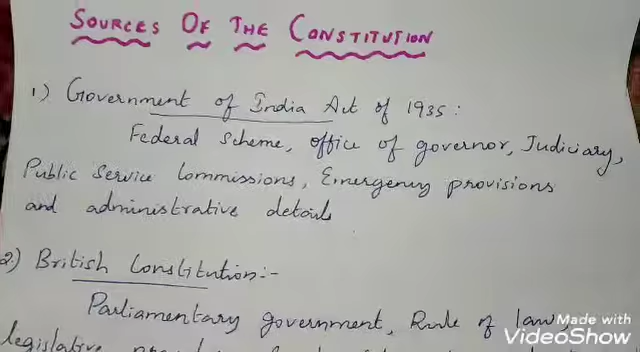 SOURCES OF THE CONSTITUTION
1) Government of India Act of 1935:
Federal Scheme, office of governor, Judiciary,
Public Service Commissions, Emergency provisions
and administrative details
2.) British Constitution:-
Parliamentary government, Rule of law,
legislative
Made with
VideoShow